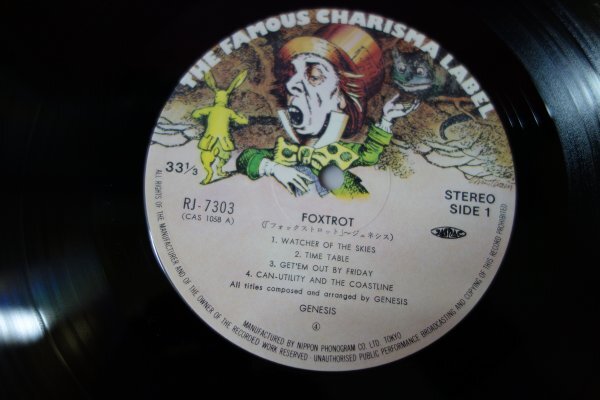 THE FAMOUS CHARISMA LABEL
33 1/3
RJ-7303
(CAS 1058 A)
STEREO
SIDE 1
FOXTROT
(「フォックストロット」〜ジェネシス)
1. WATCHER OF THE SKIES
2. TIME TABLE
3. GET'EM OUT BY FRIDAY
4. CAN-UTILITY AND THE COASTLINE
All titles composed and arranged by GENESIS
GENESIS
④
ALL RIGHTS OF THE MANUFACTURER AND OF THE OWNER OF THE RECORDED WORK RESERVED · UNAUTHORISED PUBLIC PERFORMANCE BROADCASTING AND COPYING OF THIS RECORD PROHIBITED
MANUFACTURED BY NIPPON PHONOGRAM CO. LTD. TOKYO